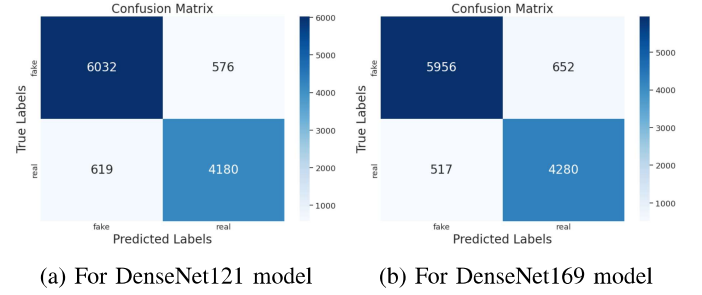 Confusion Matrix
fake
real
True Labels
6032 576
619 4180
fake real
Predicted Labels
6000
5000
4000
3000
2000
1000
(a) For DenseNet121 model
Confusion Matrix
fake
real
True Labels
5956 652
517 4280
fake real
Predicted Labels
5000
4000
3000
2000
1000
(b) For DenseNet169 model